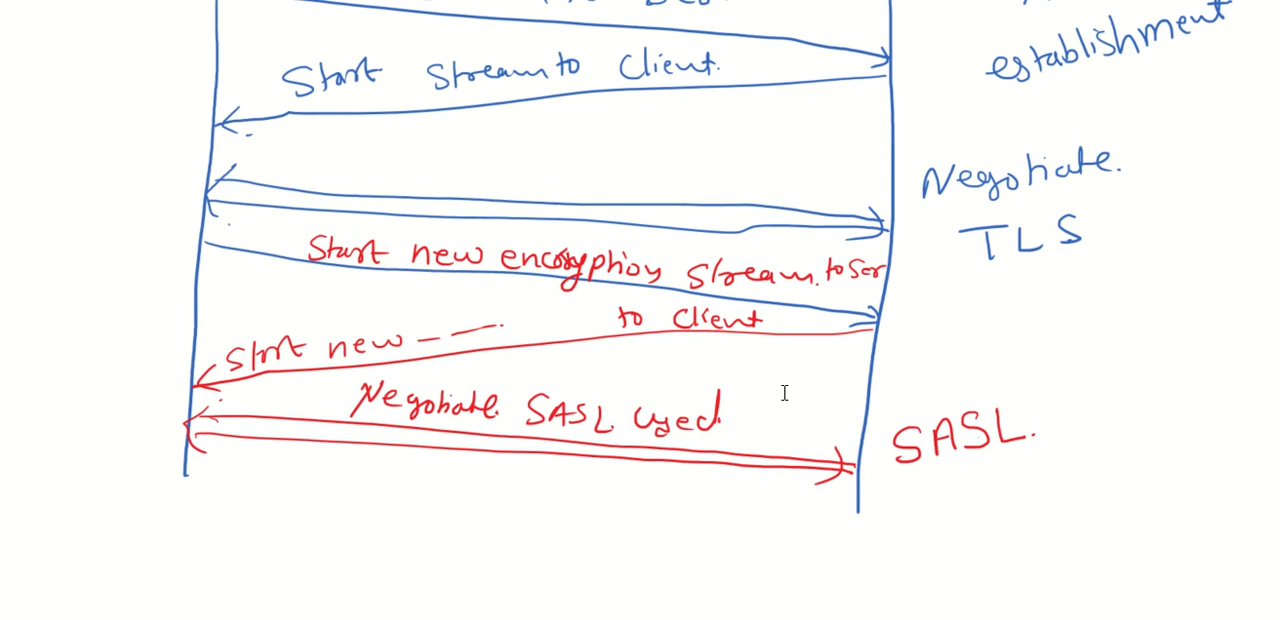 establishment
Start Stream to Client.
Negotiate.
TLS
Start new encryption Stream. to Ser
to Client
Start new - —
Negotiate SASL used.
SASL.